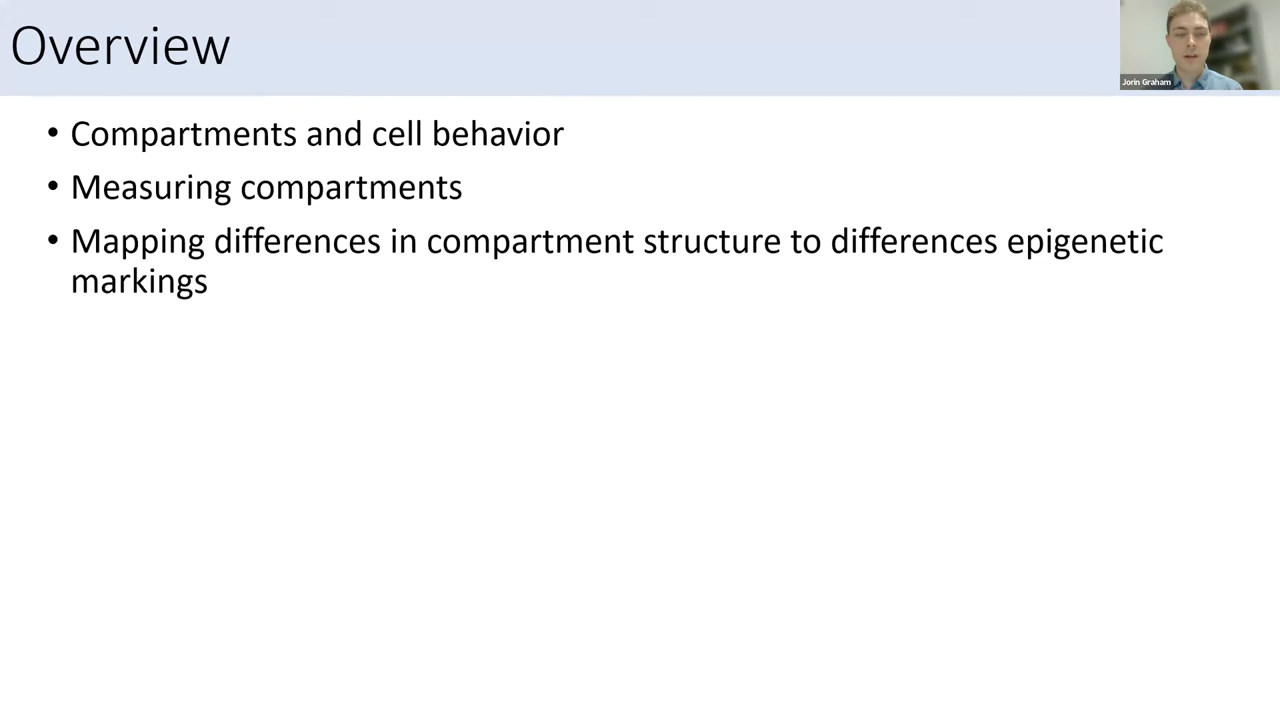 Overview
Jorin Graham
• Compartments and cell behavior
• Measuring compartments
• Mapping differences in compartment structure to differences epigenetic
markings